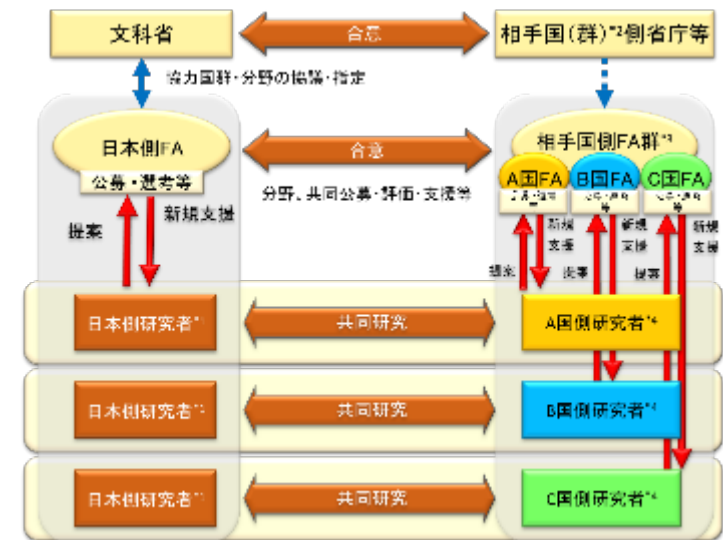 文科省
合意
相手国(群)*2側省庁等
協力国群・分野の協議・指定
日本側FA
公募・選考等
合意
分野、共同公募・評価・支援等
相手国側FA群*3
A国FA
B国FA
C国FA
提案
新規支援
提案
新規
支援
提案
新規
支援
提案
新規
支援
日本側研究者*1
共同研究
A国側研究者*4
日本側研究者
共同研究
B国側研究者*4
日本側研究者*1
共同研究
C国側研究者*4